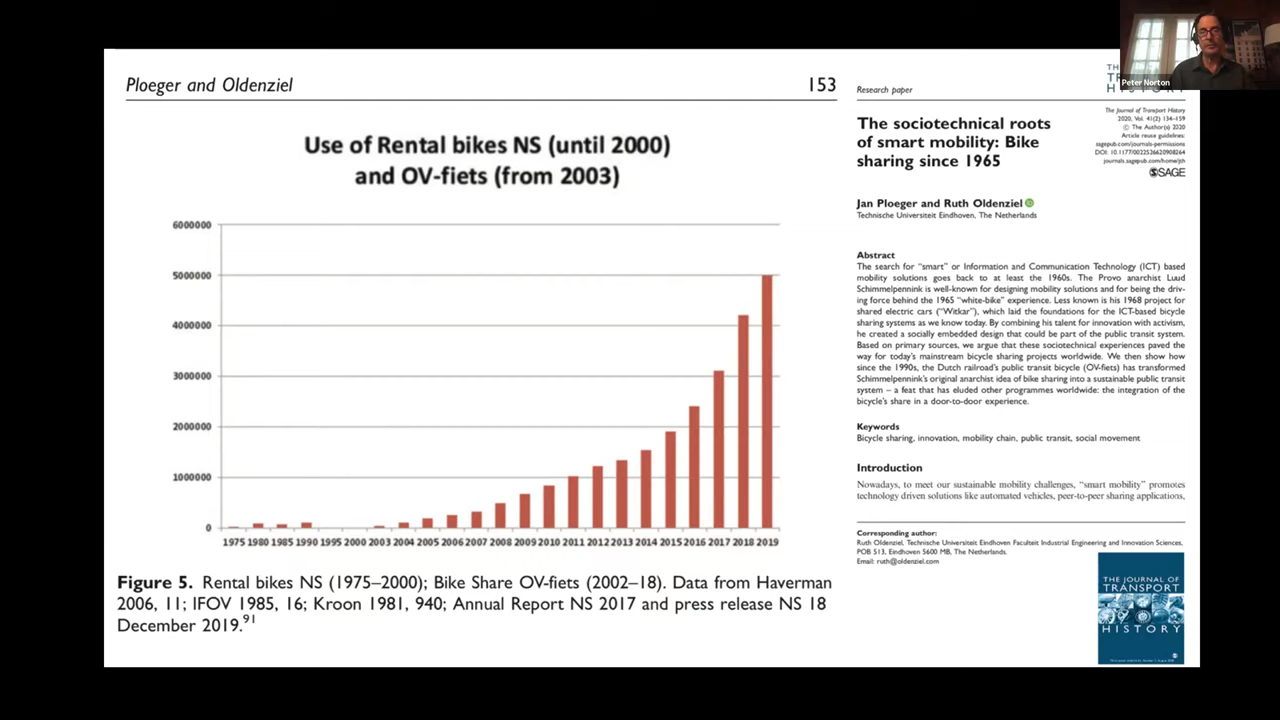 Peter Norton
Ploeger and Oldenziel
153
Use of Rental bikes NS (until 2000)
and OV-fiets (from 2003)
6000000
5000000
4000000
3000000
2000000
1000000
0
1975 1980 1985 1990 1995 2000 2003 2004 2005 2006 2007 2008 2009 2010 2011 2012 2013 2014 2015 2016 2017 2018 2019
Figure 5. Rental bikes NS (1975–2000); Bike Share OV-fiets (2002–18). Data from Haverman
2006, 11; IFOV 1985, 16; Kroon 1981, 940; Annual Report NS 2017 and press release NS 18
December 2019.91
Research paper
The sociotechnical roots
of smart mobility: Bike
sharing since 1965
TH
TR
HISTORY
The Journal of Transport History
2020, Vol. 41(2) 134–159
© The Author(s) 2020
Article reuse guidelines:
sagepub.com/journals-permissions
DOI: 10.1177/0022526620908264
journals.sagepub.com/home/jth
SAGE
Jan Ploeger and Ruth Oldenziel iD
Technische Universiteit Eindhoven, The Netherlands
Abstract
The search for “smart” or Information and Communication Technology (ICT) based
mobility solutions goes back to at least the 1960s. The Provo anarchist Luud
Schimmelpennink is well-known for designing mobility solutions and for being the driv-
ing force behind the 1965 “white-bike” experience. Less known is his 1968 project for
shared electric cars (“Witkar”), which laid the foundations for the ICT-based bicycle
sharing systems as we know today. By combining his talent for innovation with activism,
he created a socially embedded design that could be part of the public transit system.
Based on primary sources, we argue that these sociotechnical experiences paved the
way for today’s mainstream bicycle sharing projects worldwide. We then show how
since the 1990s, the Dutch railroad’s public transit bicycle (OV-fiets) has transformed
Schimmelpennink’s original anarchist idea of bike sharing into a sustainable public transit
system – a feat that has eluded other programmes worldwide: the integration of the
bicycle’s share in a door-to-door experience.
Keywords
Bicycle sharing, innovation, mobility chain, public transit, social movement
Introduction
Nowadays, to meet our sustainable mobility challenges, “smart mobility” promotes
technology driven solutions like automated vehicles, peer-to-peer sharing applications,
Corresponding author:
Ruth Oldenziel, Technische Universiteit Eindhoven Faculteit Industrial Engineering and Innovation Sciences,
POB 513, Eindhoven 5600 MB, The Netherlands.
Email: ruth@oldenziel.com
THE JOURNAL OF
TRANSPORT
HISTORY